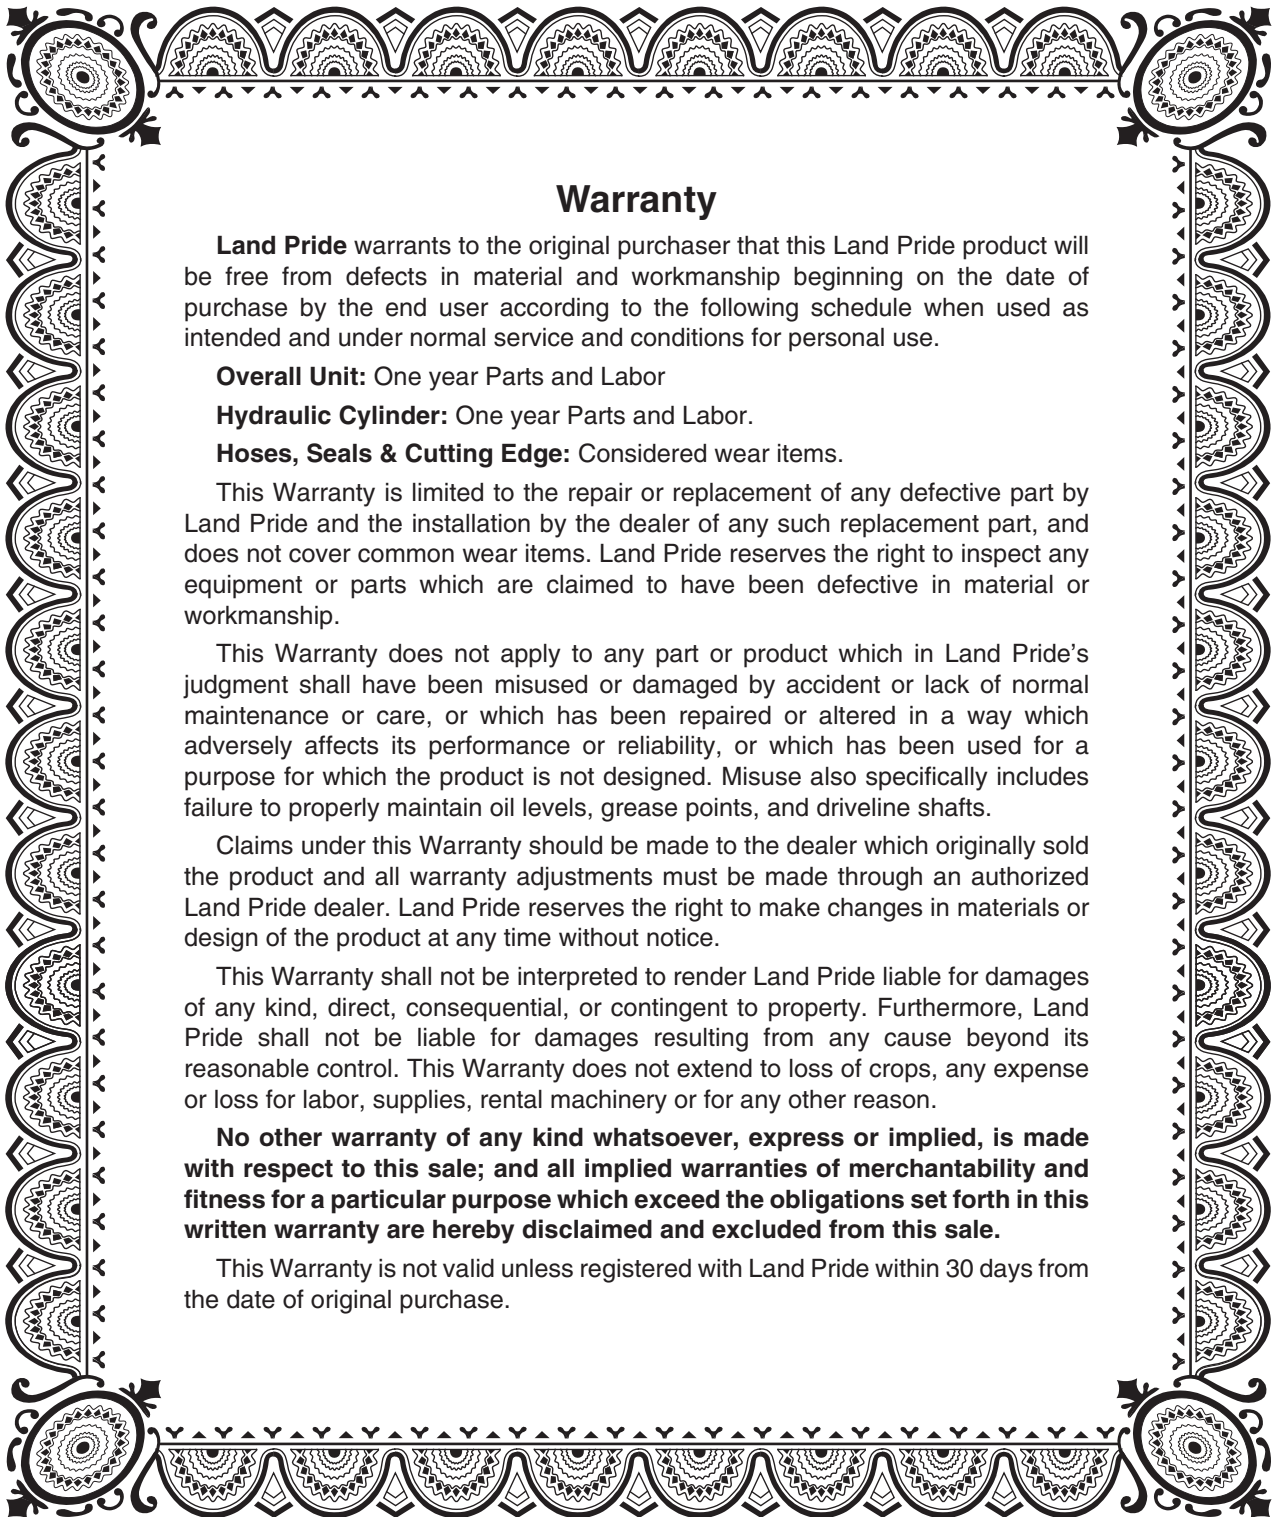 Warranty
Land Pride warrants to the original purchaser that this Land Pride product will
be free from defects in material and workmanship beginning on the date of
purchase by the end user according to the following schedule when used as
intended and under normal service and conditions for personal use.
Overall Unit: One year Parts and Labor
Hydraulic Cylinder: One year Parts and Labor.
Hoses, Seals & Cutting Edge: Considered wear items.
This Warranty is limited to the repair or replacement of any defective part by
Land Pride and the installation by the dealer of any such replacement part, and
does not cover common wear items. Land Pride reserves the right to inspect any
equipment or parts which are claimed to have been defective in material or
workmanship.
This Warranty does not apply to any part or product which in Land Pride’s
judgment shall have been misused or damaged by accident or lack of normal
maintenance or care, or which has been repaired or altered in a way which
adversely affects its performance or reliability, or which has been used for a
purpose for which the product is not designed. Misuse also specifically includes
failure to properly maintain oil levels, grease points, and driveline shafts.
Claims under this Warranty should be made to the dealer which originally sold
the product and all warranty adjustments must be made through an authorized
Land Pride dealer. Land Pride reserves the right to make changes in materials or
design of the product at any time without notice.
This Warranty shall not be interpreted to render Land Pride liable for damages
of any kind, direct, consequential, or contingent to property. Furthermore, Land
Pride shall not be liable for damages resulting from any cause beyond its
reasonable control. This Warranty does not extend to loss of crops, any expense
or loss for labor, supplies, rental machinery or for any other reason.
No other warranty of any kind whatsoever, express or implied, is made
with respect to this sale; and all implied warranties of merchantability and
fitness for a particular purpose which exceed the obligations set forth in this
written warranty are hereby disclaimed and excluded from this sale.
This Warranty is not valid unless registered with Land Pride within 30 days from
the date of original purchase.